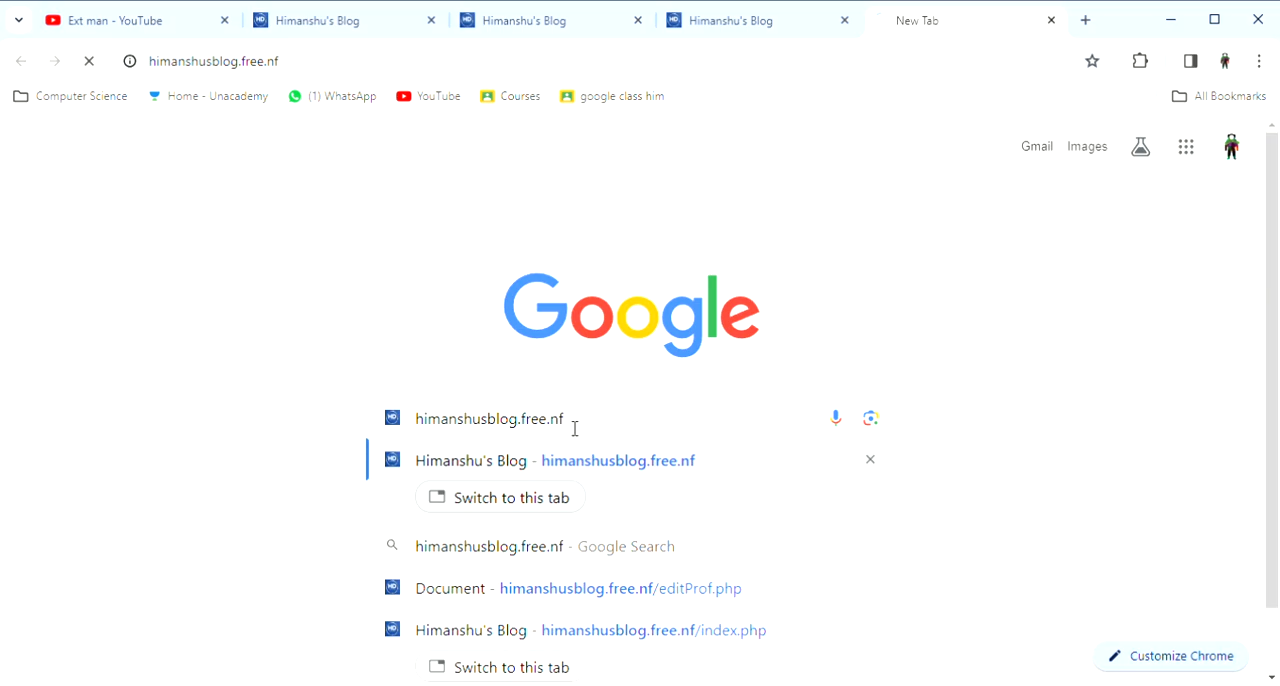 Ext man - YouTube
Himanshu's Blog
Himanshu's Blog
Himanshu's Blog
New Tab
himanshusblog.free.nf
Computer Science
Home - Unacademy
(1) WhatsApp
YouTube
Courses
google class him
All Bookmarks
Gmail
Images
Google
himanshusblog.free.nf
Himanshu's Blog - himanshusblog.free.nf
Switch to this tab
himanshusblog.free.nf - Google Search
Document - himanshusblog.free.nf/editProf.php
Himanshu's Blog - himanshusblog.free.nf/index.php
Switch to this tab
Customize Chrome